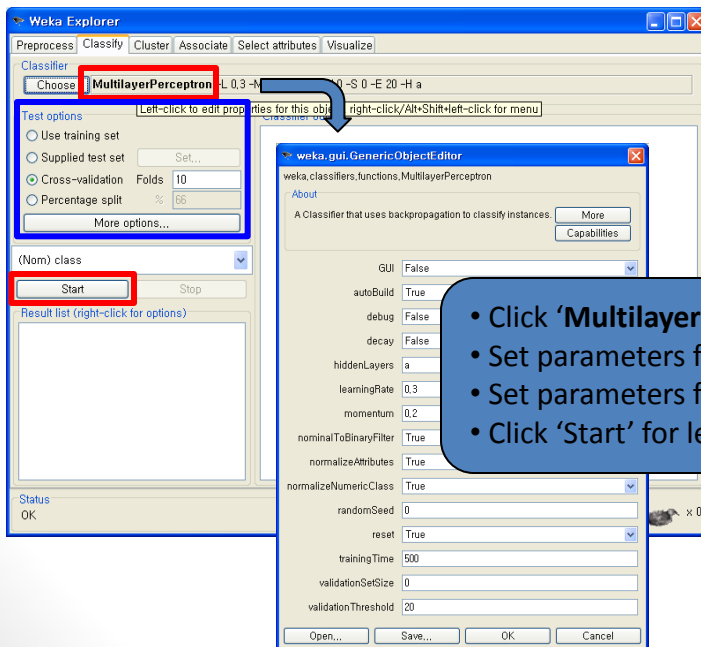 Weka Explorer
Preprocess Classify Cluster Associate Select attributes Visualize
Classifier
Choose MultilayerPerceptron -L 0,3 -M 0 -S 0 -E 20 -H a
Left-click to edit properties for this obje right-click/Alt+Shift+left-click for menu
Test options
Use training set
Supplied test set Set...
Cross-validation Folds 10
Percentage split % 66
More options...
(Nom) class
Start Stop
Result list (right-click for options)
Status
OK
x 0
weka.gui.GenericObjectEditor
weka,classifiers,functions,MultilayerPerceptron
About
A Classifier that uses backpropagation to classify instances.
More
Capabilities
GUI False
autoBuild True
debug False
decay False
hiddenLayers a
learningRate 0,3
momentum 0,2
nominalToBinaryFilter True
normalizeAttributes True
normalizeNumericClass True
randomSeed 0
reset True
trainingTime 500
validationSetSize 0
validationThreshold 20
Open... Save... OK Cancel
• Click ‘Multilayer
• Set parameters f
• Set parameters f
• Click ‘Start’ for le